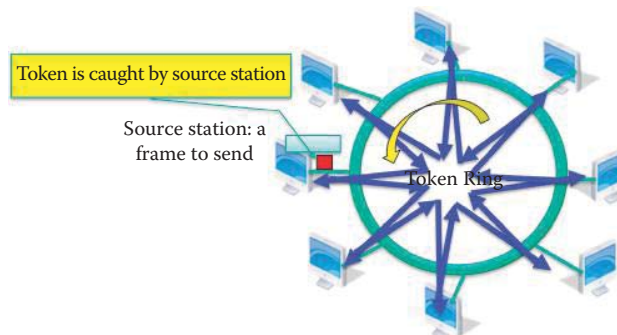 Token is caught by source station
Source station: a
frame to send
Token Ring